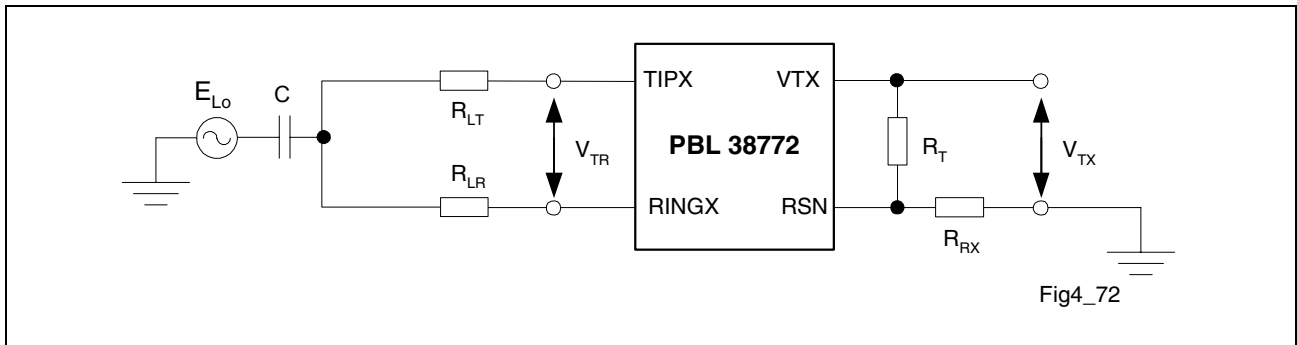 E_Lo
C
R_LT
V_TR
R_LR
TIPX
VTX
PBL 38772
RINGX
RSN
R_T
V_TX
R_RX
Fig4_72